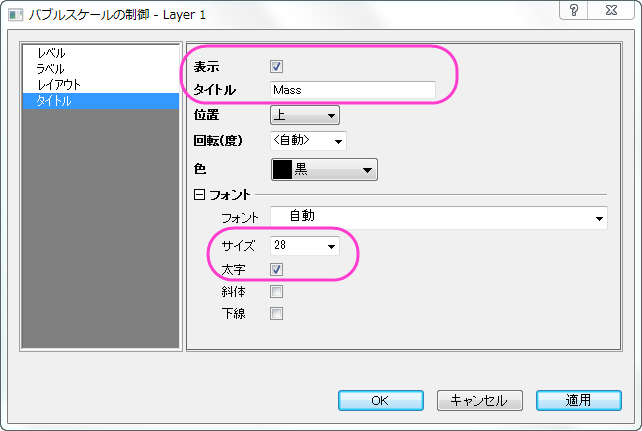 バブルスケールの制御 - Layer 1
レベル
ラベル
レイアウト
タイトル
表示
タイトル Mass
位置 上
回転(度) <自動>
色 黒
フォント
フォント 自動
サイズ 28
太字
斜体
下線
OK キャンセル 適用